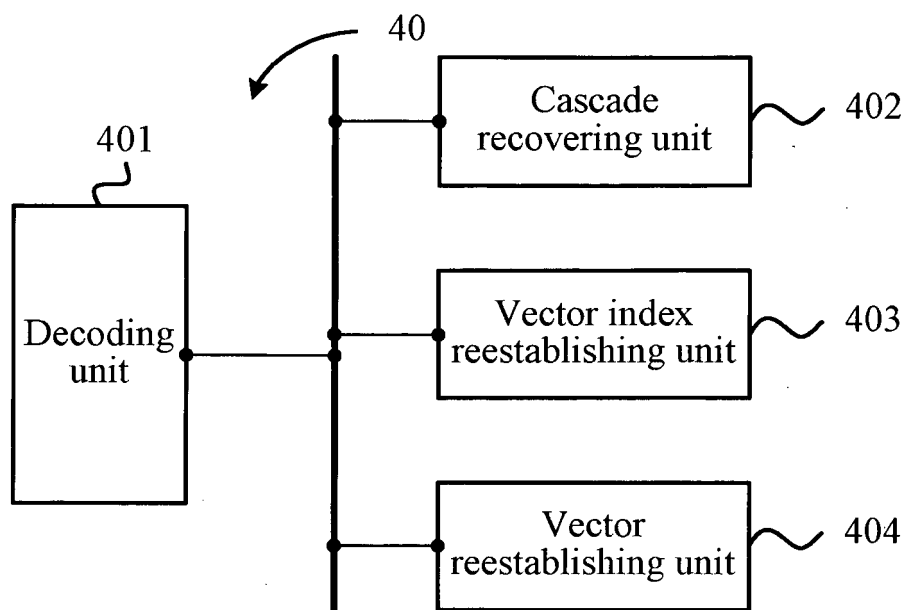 40
Cascade
recovering unit
402
401
Decoding
unit
Vector index
reestablishing unit
403
Vector
reestablishing unit
404